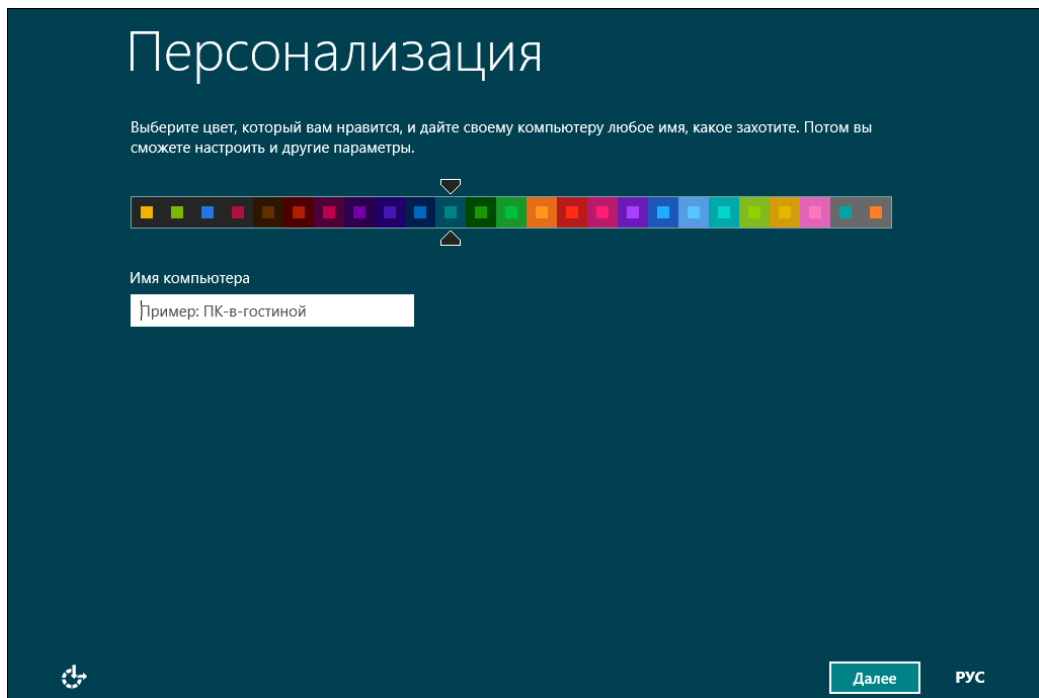 Персонализация
Выберите цвет, который вам нравится, и дайте своему компьютеру любое имя, какое захотите. Потом вы
сможете настроить и другие параметры.
Имя компьютера
Пример: ПК-в-гостиной
Далее
РУС